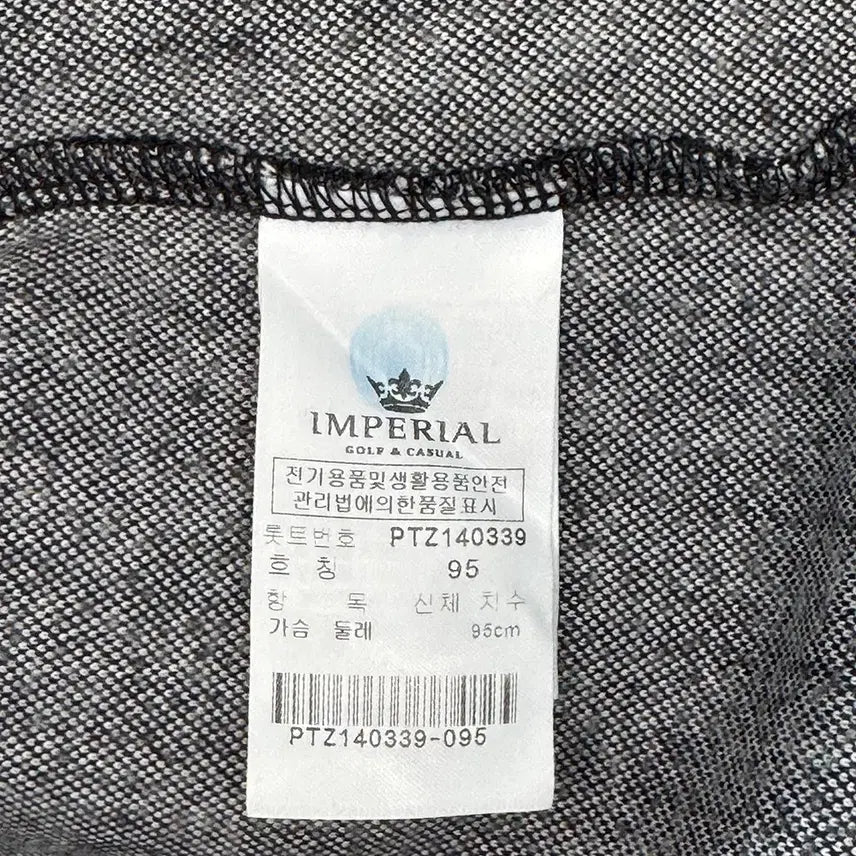 IMPERIAL
GOLF & CASUAL
전기용품및생활용품안전
관리법에의한품질표시
롯트번호 PTZ140339
호 칭 95
항 목 신체 치수
가슴 둘레 95cm
PTZ140339-095